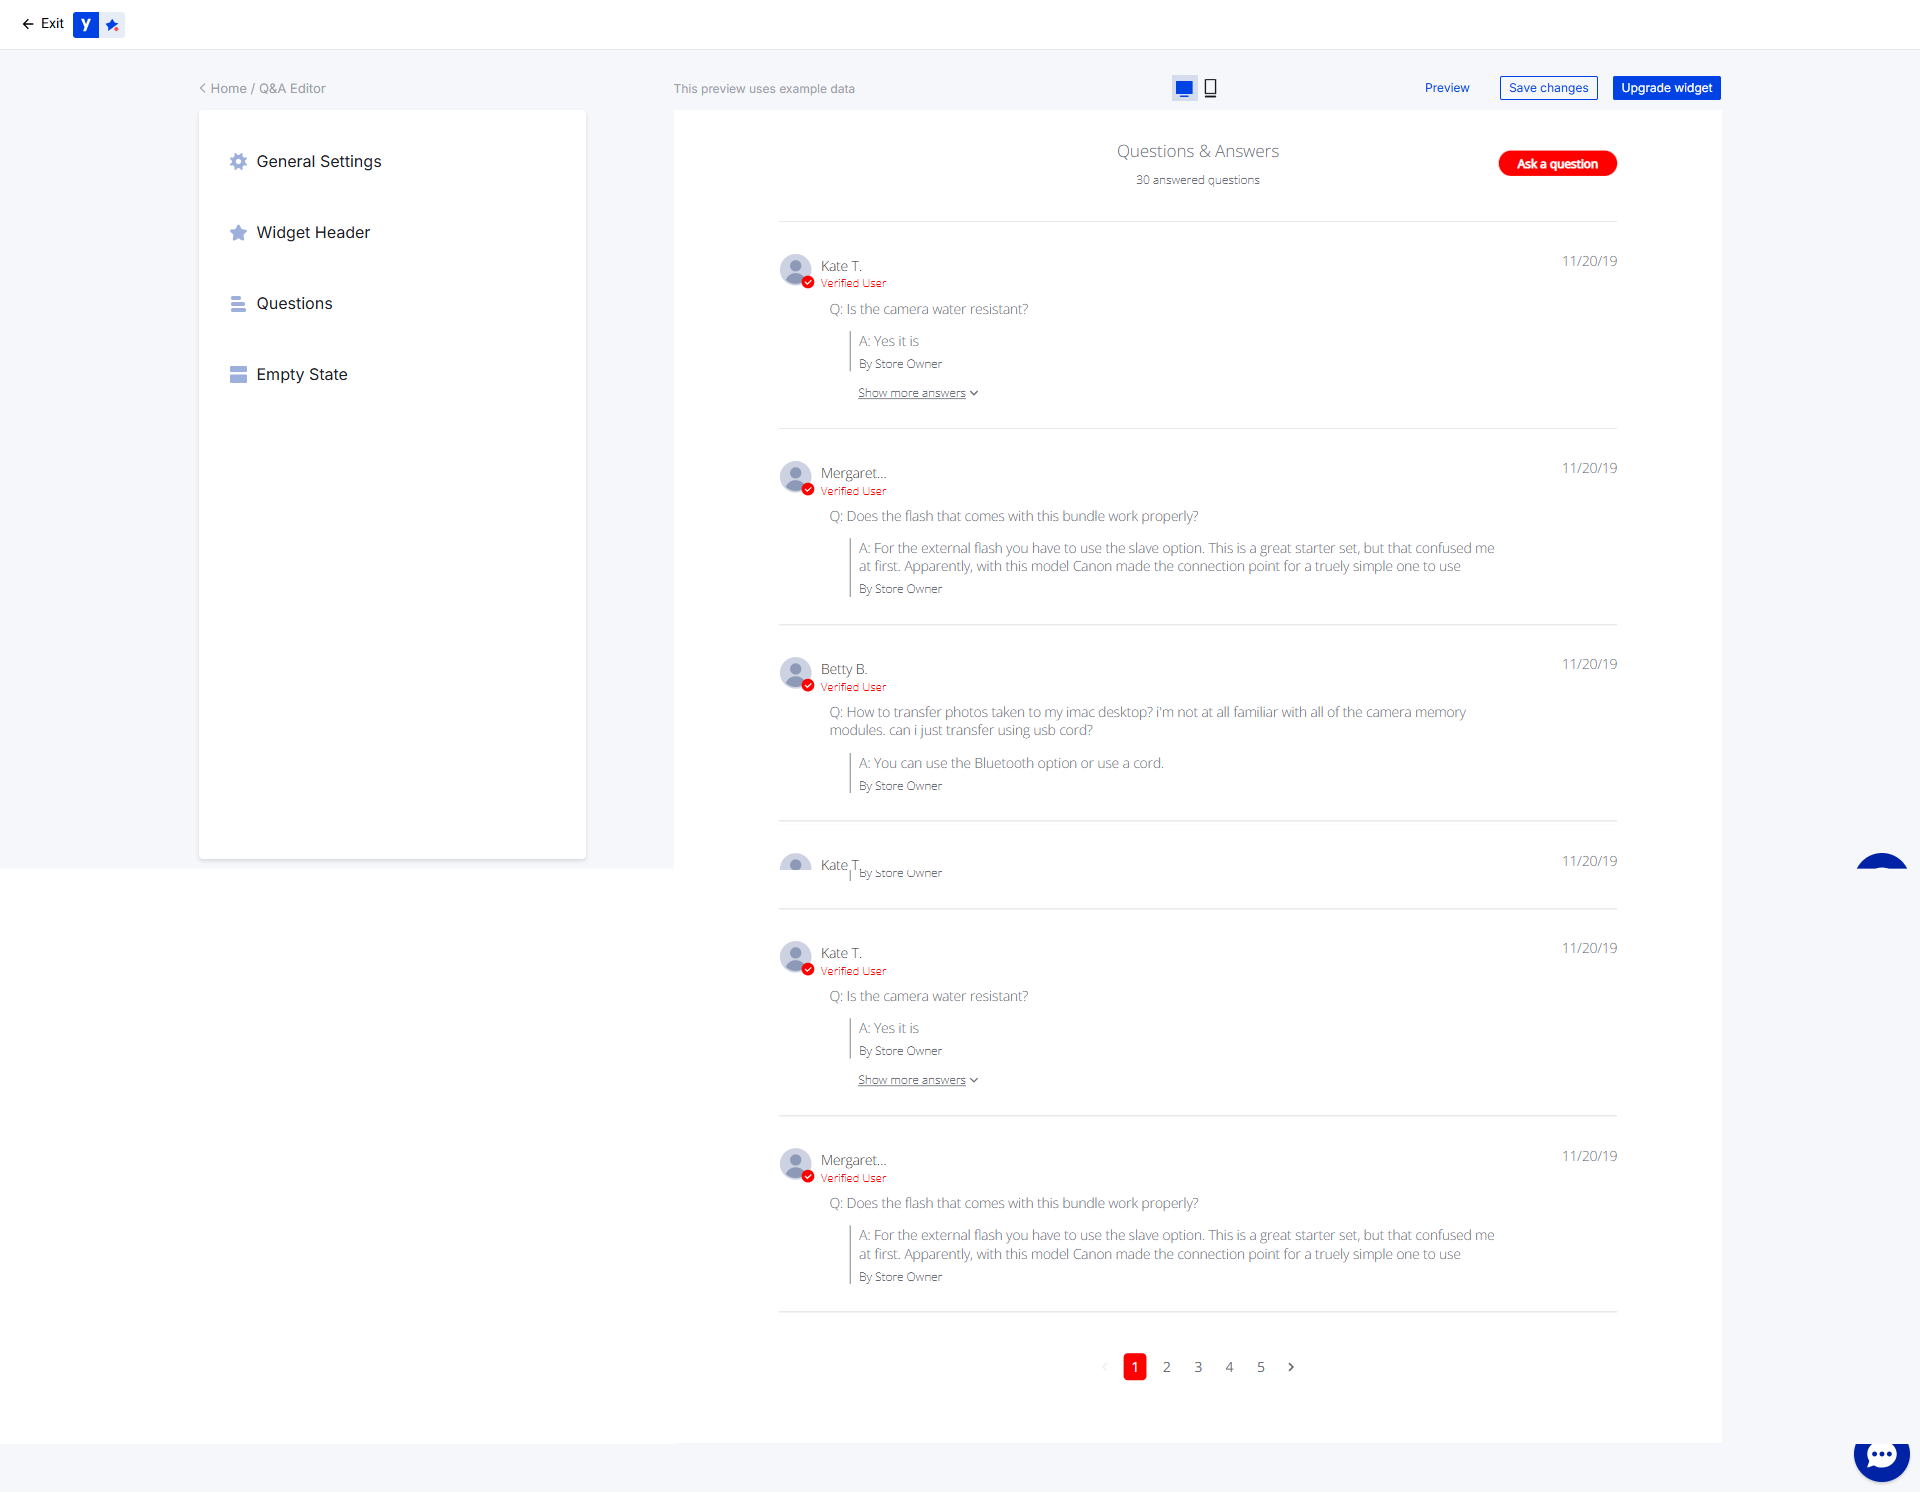 Exit
y
Home / Q&A Editor
This preview uses example data
Preview
Save changes
Upgrade widget
General Settings
Widget Header
Questions
Empty State
Questions & Answers
30 answered questions
Ask a question
Kate T.
11/20/19
Verified User
Q: Is the camera water resistant?
A: Yes it is
By Store Owner
Show more answers
Mergaret...
11/20/19
Verified User
Q: Does the flash that comes with this bundle work properly?
A: For the external flash you have to use the slave option. This is a great starter set, but that confused me
at first. Apparently, with this model Canon made the connection point for a truely simple one to use
By Store Owner
Betty B.
11/20/19
Verified User
Q: How to transfer photos taken to my imac desktop? i'm not at all familiar with all of the camera memory
modules. can i just transfer using usb cord?
A: You can use the Bluetooth option or use a cord.
By Store Owner
Kate T.
11/20/19
By Store Owner
Kate T.
11/20/19
Verified User
Q: Is the camera water resistant?
A: Yes it is
By Store Owner
Show more answers
Mergaret...
11/20/19
Verified User
Q: Does the flash that comes with this bundle work properly?
A: For the external flash you have to use the slave option. This is a great starter set, but that confused me
at first. Apparently, with this model Canon made the connection point for a truely simple one to use
By Store Owner
1 2 3 4 5